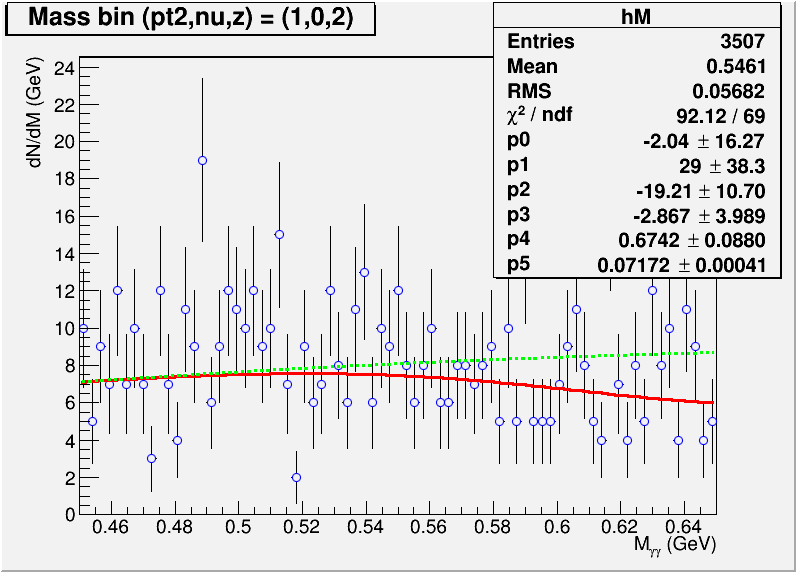 Mass bin (pt2,nu,z) = (1,0,2)
hM
Entries 3507
Mean 0.5461
RMS 0.05682
χ² / ndf 92.12 / 69
p0 -2.04 ± 16.27
p1 29 ± 38.3
p2 -19.21 ± 10.70
p3 -2.867 ± 3.989
p4 0.6742 ± 0.0880
p5 0.07172 ± 0.00041
dN/dM (GeV)
24
22
20
18
16
14
12
10
8
6
4
2
0
0.46 0.48 0.5 0.52 0.54 0.56 0.58 0.6 0.62 0.64
Mγγ (GeV)